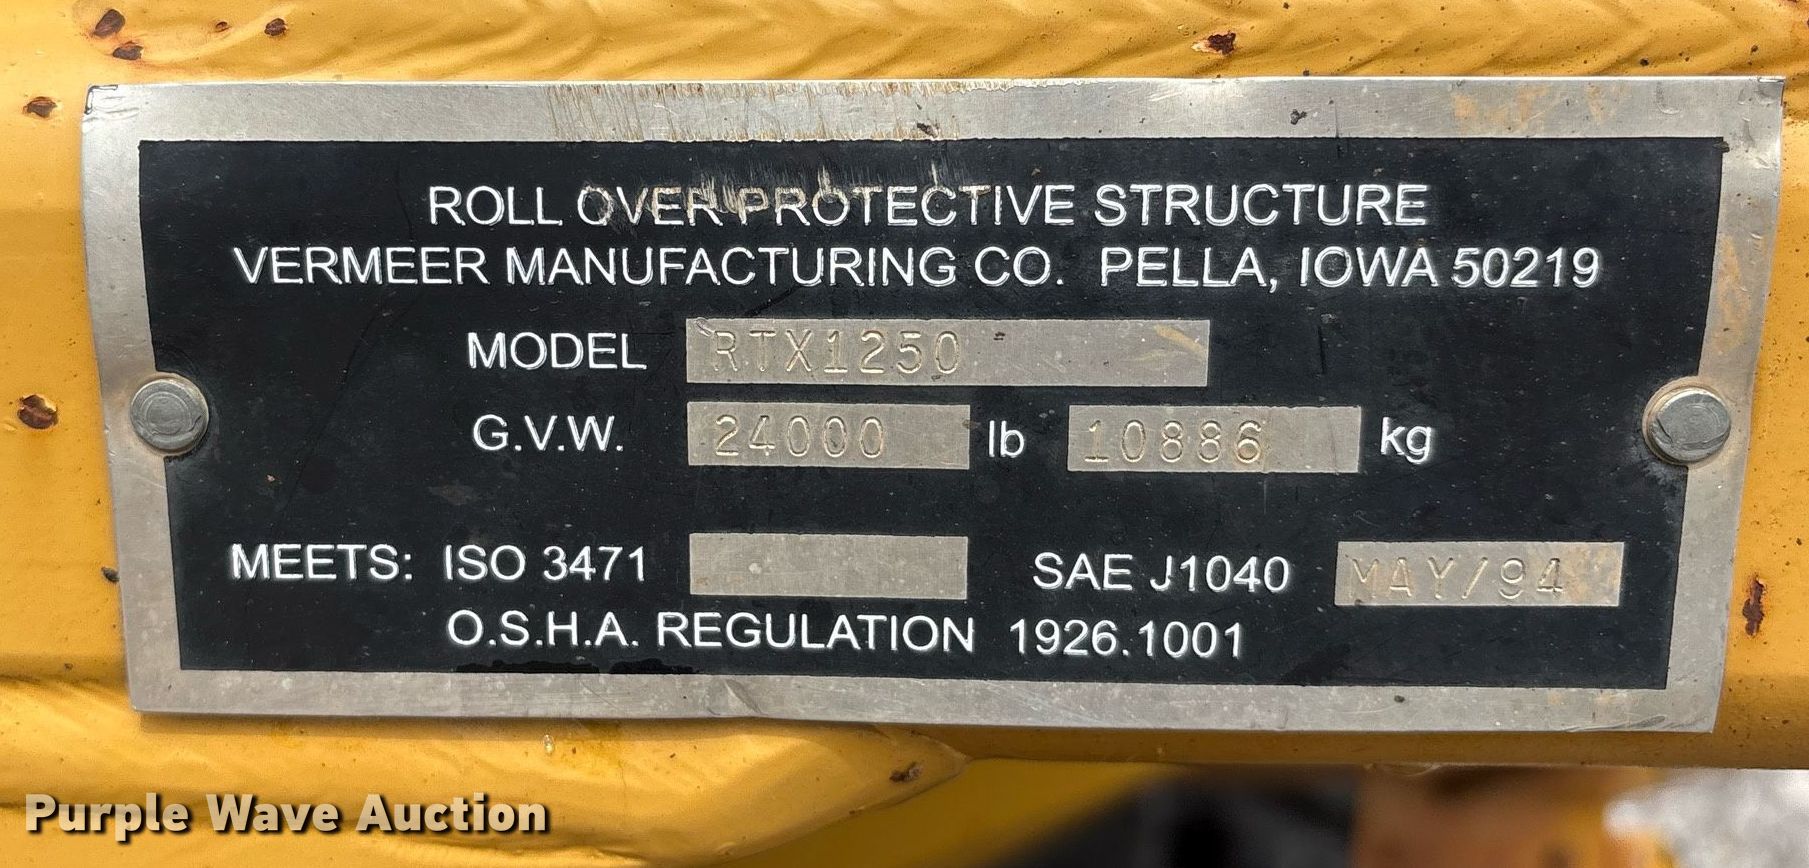 ROLL OVER PROTECTIVE STRUCTURE
VERMEER MANUFACTURING CO. PELLA, IOWA 50219
MODEL RTX1250
G.V.W. 24000 lb 10886 kg
MEETS: ISO 3471 SAE J1040 MAY/94
O.S.H.A. REGULATION 1926.1001
Purple Wave Auction